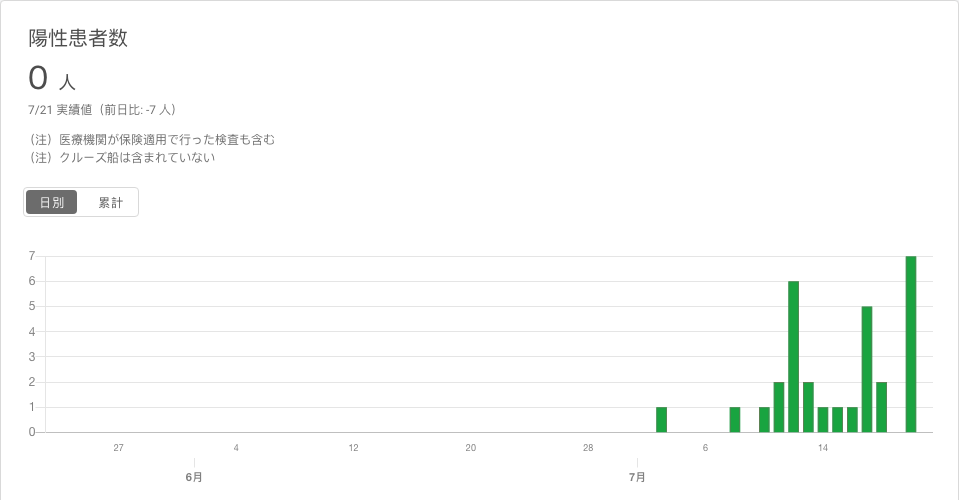 陽性患者数
0 人
7/21 実績値（前日比: -7 人）
（注）医療機関が保険適用で行った検査も含む
（注）クルーズ船は含まれていない
日別 累計
7
6
5
4
3
2
1
0
27 4 12 20 28 6 14
6月 7月